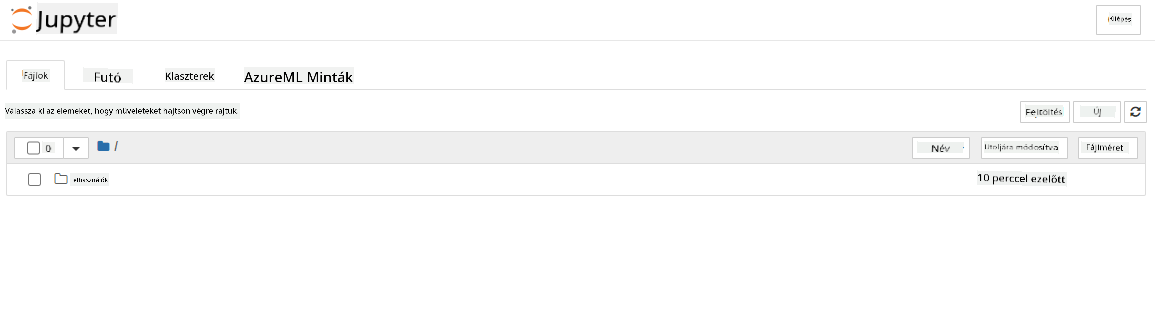 Jupyter
Kilépés
Fájlok Futó Klaszterek AzureML Minták
Válassza ki az elemeket, hogy műveleteket hajtson végre rajtuk.
Feltöltés Új
0 / Név Utoljára módosítva Fájlméret
10 perccel ezelőtt